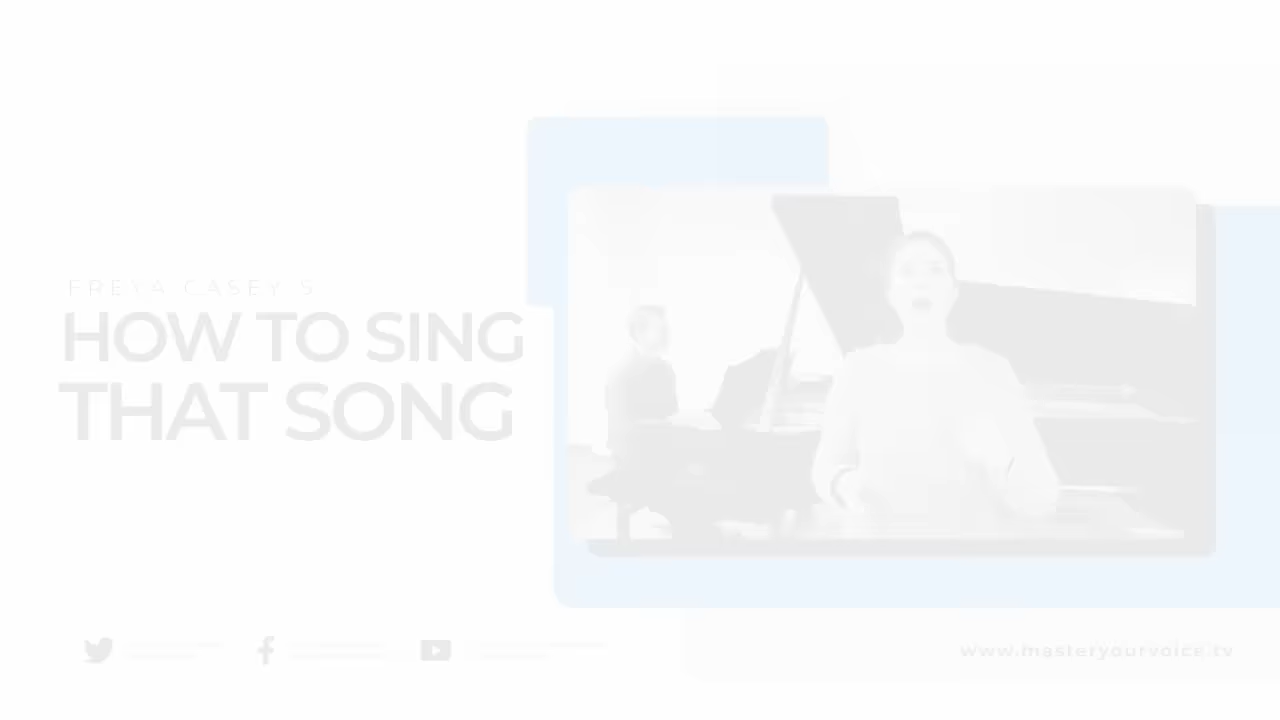 FREYA CASEY'S
HOW TO SING
THAT SONG
www.masteryourvoice.tv